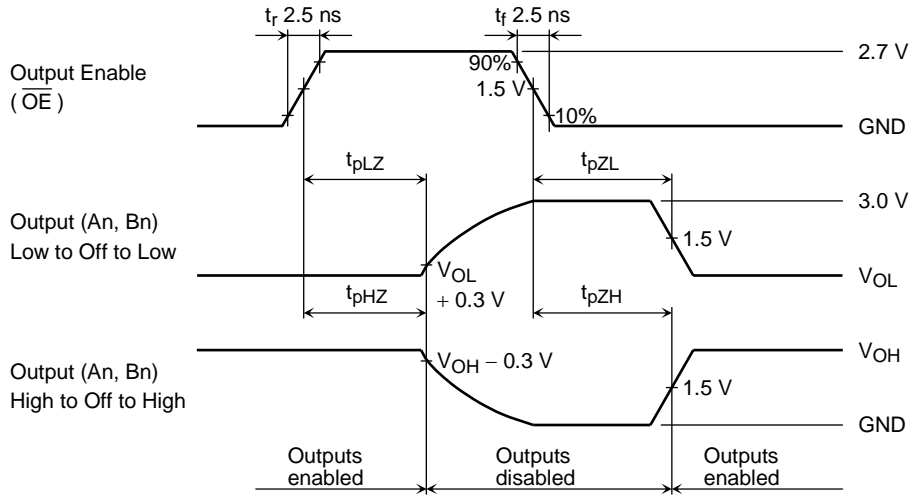 tr 2.5 ns
tf 2.5 ns
2.7 V
90%
Output Enable
( OE )
1.5 V
10%
GND
tpLZ
tpZL
3.0 V
Output (An, Bn)
Low to Off to Low
1.5 V
VOL
+ 0.3 V
VOL
tpHZ
tpZH
VOH
VOH − 0.3 V
Output (An, Bn)
High to Off to High
1.5 V
GND
Outputs
enabled
Outputs
disabled
Outputs
enabled